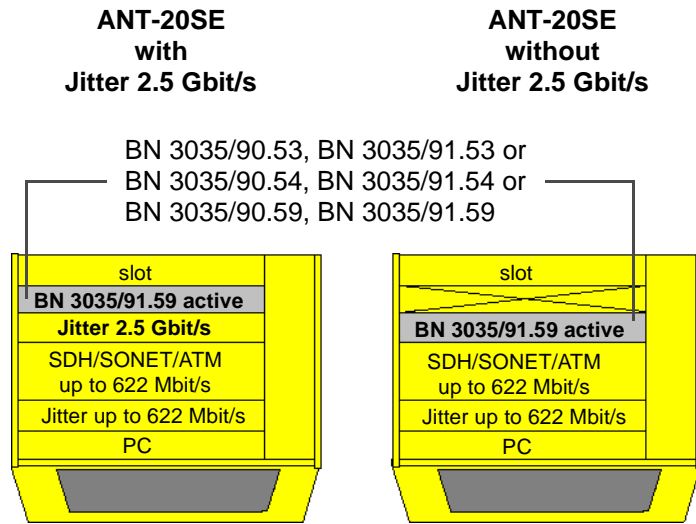 ANT-20SE
with
Jitter 2.5 Gbit/s
ANT-20SE
without
Jitter 2.5 Gbit/s
BN 3035/90.53, BN 3035/91.53 or
BN 3035/90.54, BN 3035/91.54 or
BN 3035/90.59, BN 3035/91.59
slot
BN 3035/91.59 active
Jitter 2.5 Gbit/s
SDH/SONET/ATM
up to 622 Mbit/s
Jitter up to 622 Mbit/s
PC
slot
BN 3035/91.59 active
SDH/SONET/ATM
up to 622 Mbit/s
Jitter up to 622 Mbit/s
PC